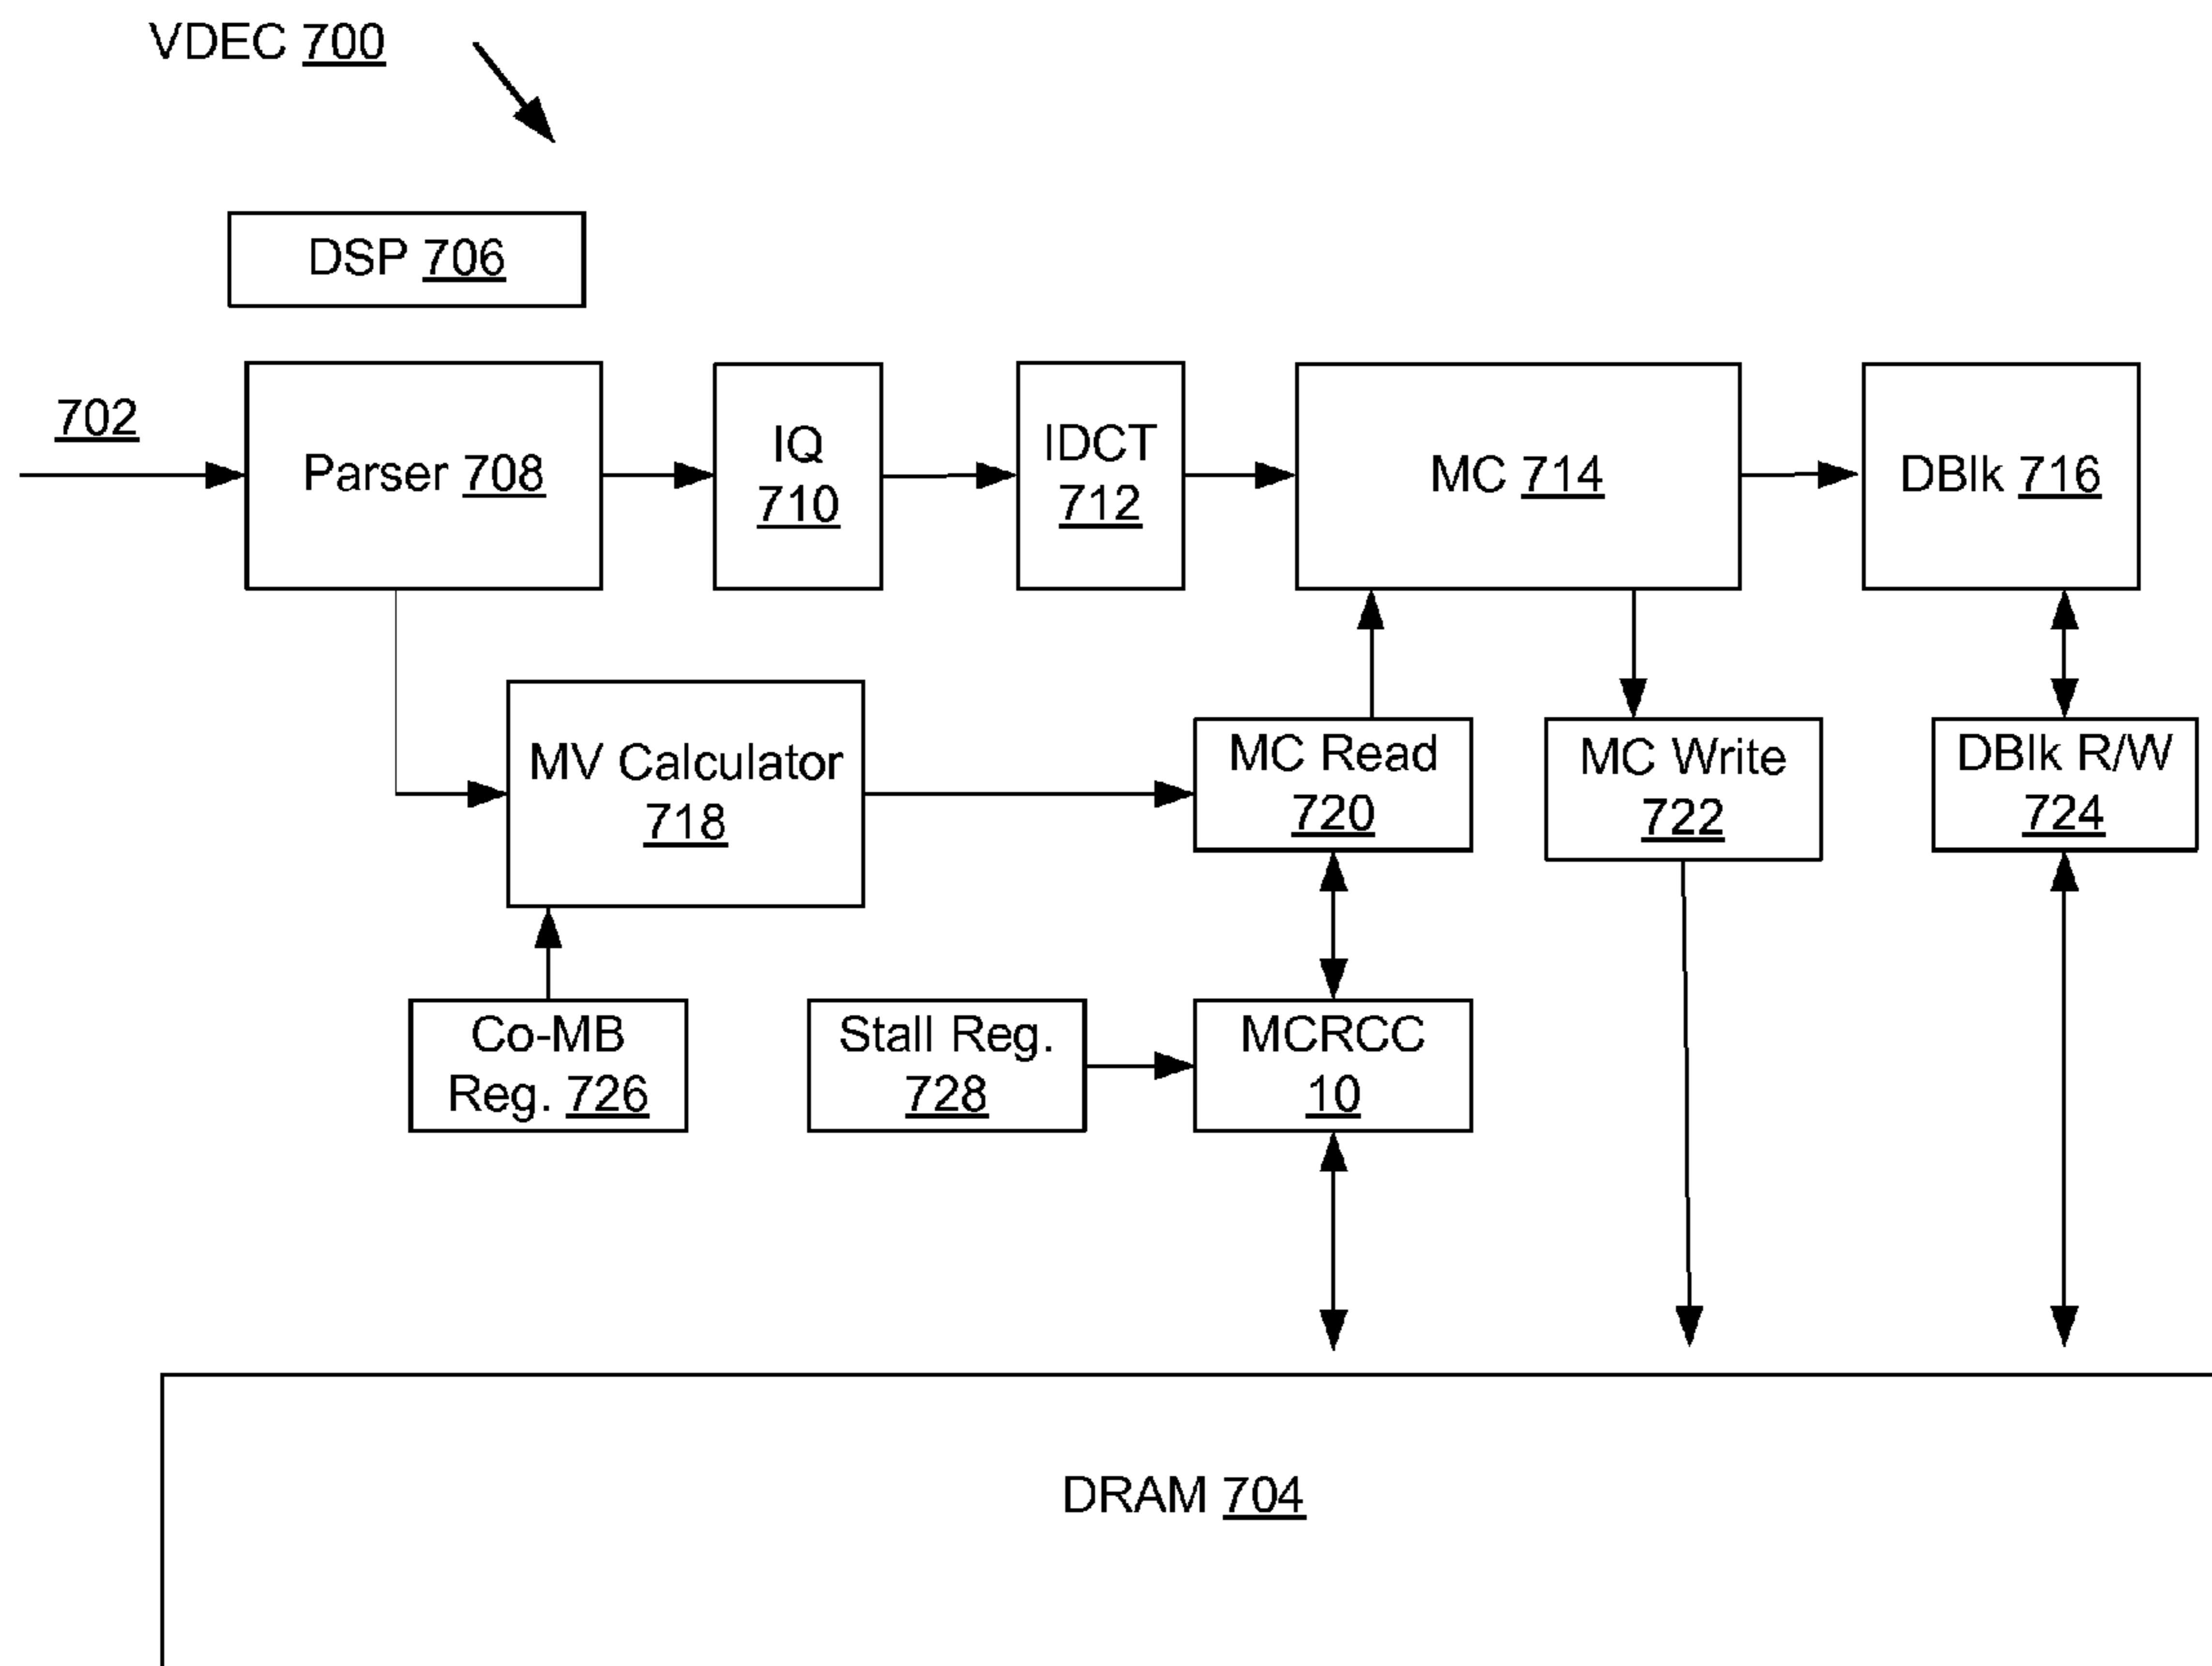 VDEC 700
DSP 706
702
Parser 708
IQ
710
IDCT
712
MC 714
DBlk 716
MV Calculator
718
MC Read
720
MC Write
722
DBlk R/W
724
Co-MB
Reg. 726
Stall Reg.
728
MCRCC
10
DRAM 704